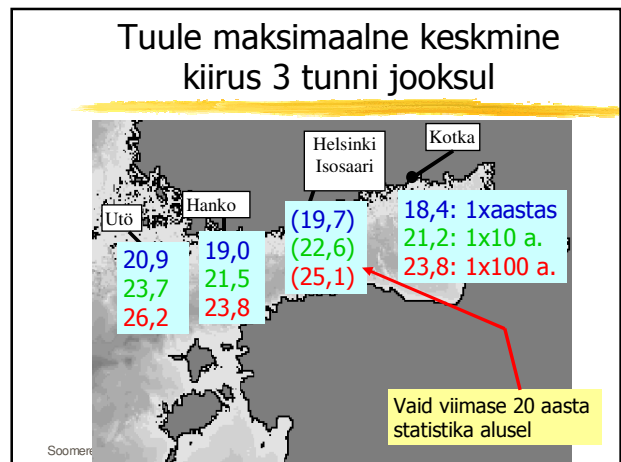 Tuule maksimaalne keskmine
kiirus 3 tunni jooksul
Helsinki
Isosaari
Kotka
Utö
Hanko
20,9
23,7
26,2
19,0
21,5
23,8
(19,7)
(22,6)
(25,1)
18,4: 1xaastas
21,2: 1x10 a.
23,8: 1x100 a.
Vaid viimase 20 aasta
statistika alusel